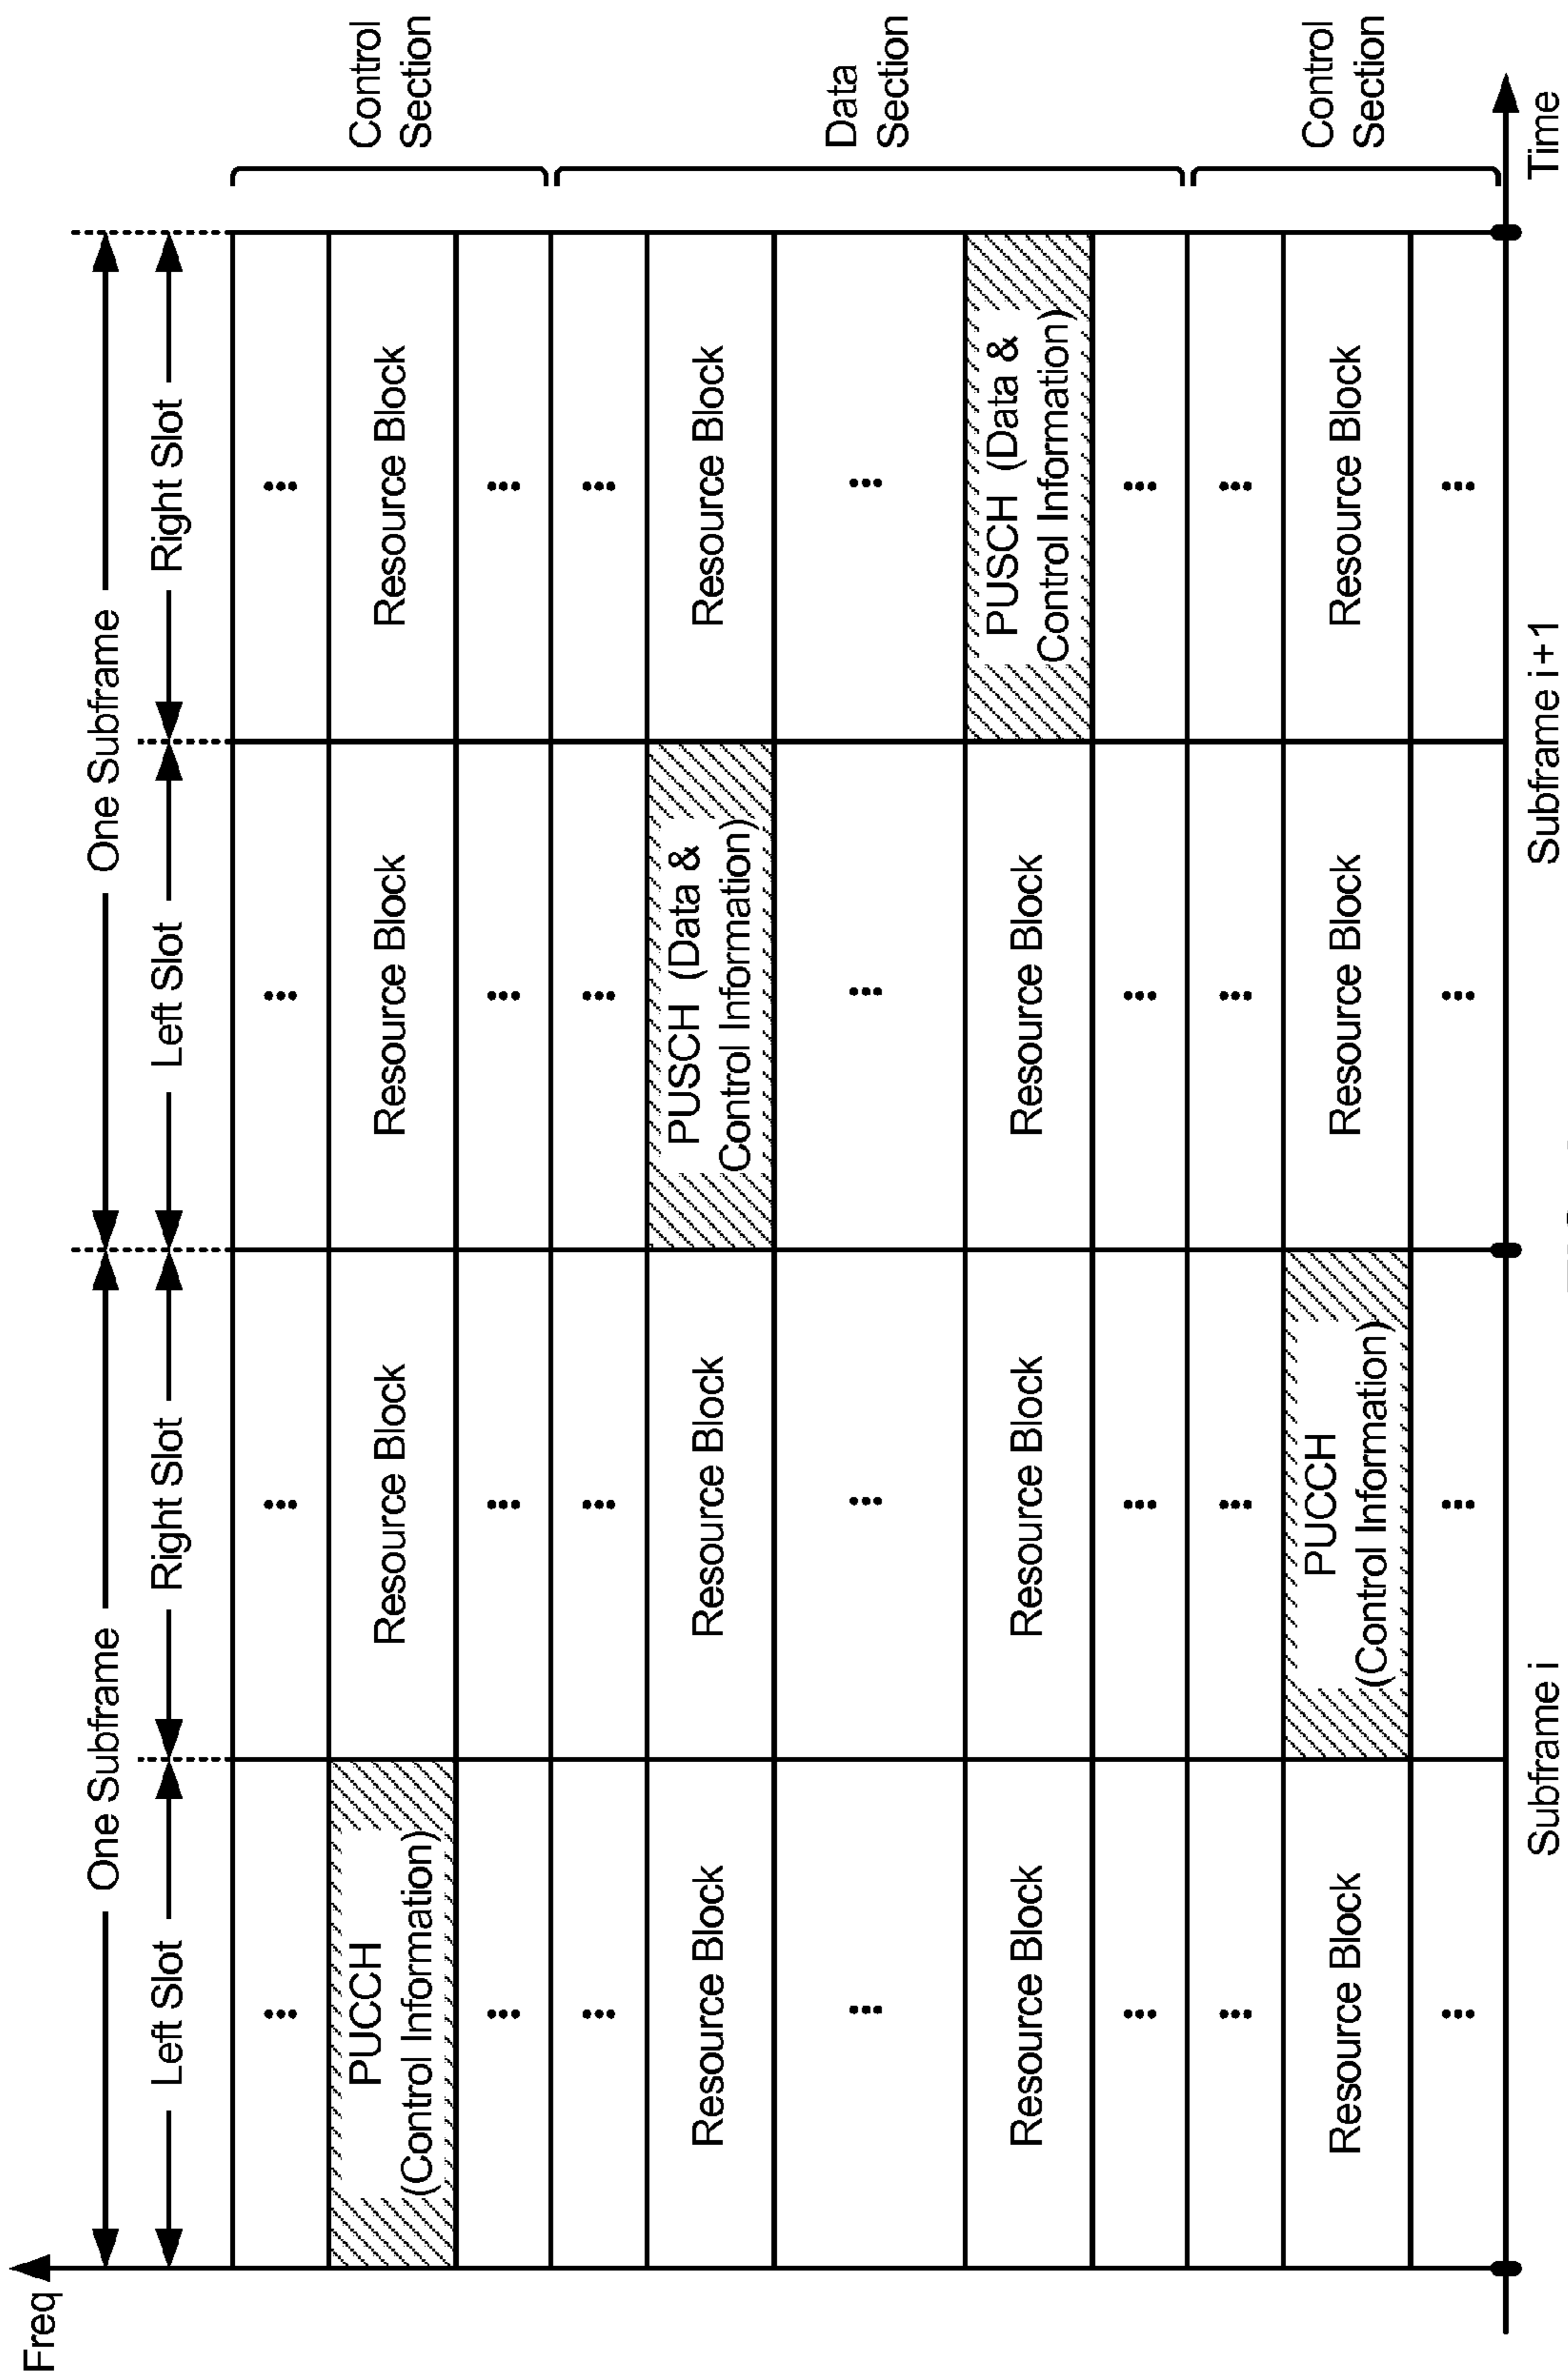 Freq
One Subframe
One Subframe
Left Slot
Right Slot
Left Slot
Right Slot
...
...
...
...
PUCCH
(Control Information)
Resource Block
Resource Block
Resource Block
Control
Section
...
...
...
...
...
...
...
...
Resource Block
Resource Block
PUSCH (Data &
Control Information)
Resource Block
...
...
...
...
Data
Section
Resource Block
Resource Block
Resource Block
PUSCH (Data &
Control Information)
...
...
...
...
...
...
...
...
Resource Block
PUCCH
(Control Information)
Resource Block
Resource Block
Control
Section
...
...
...
...
Subframe i
Subframe i+1
Time